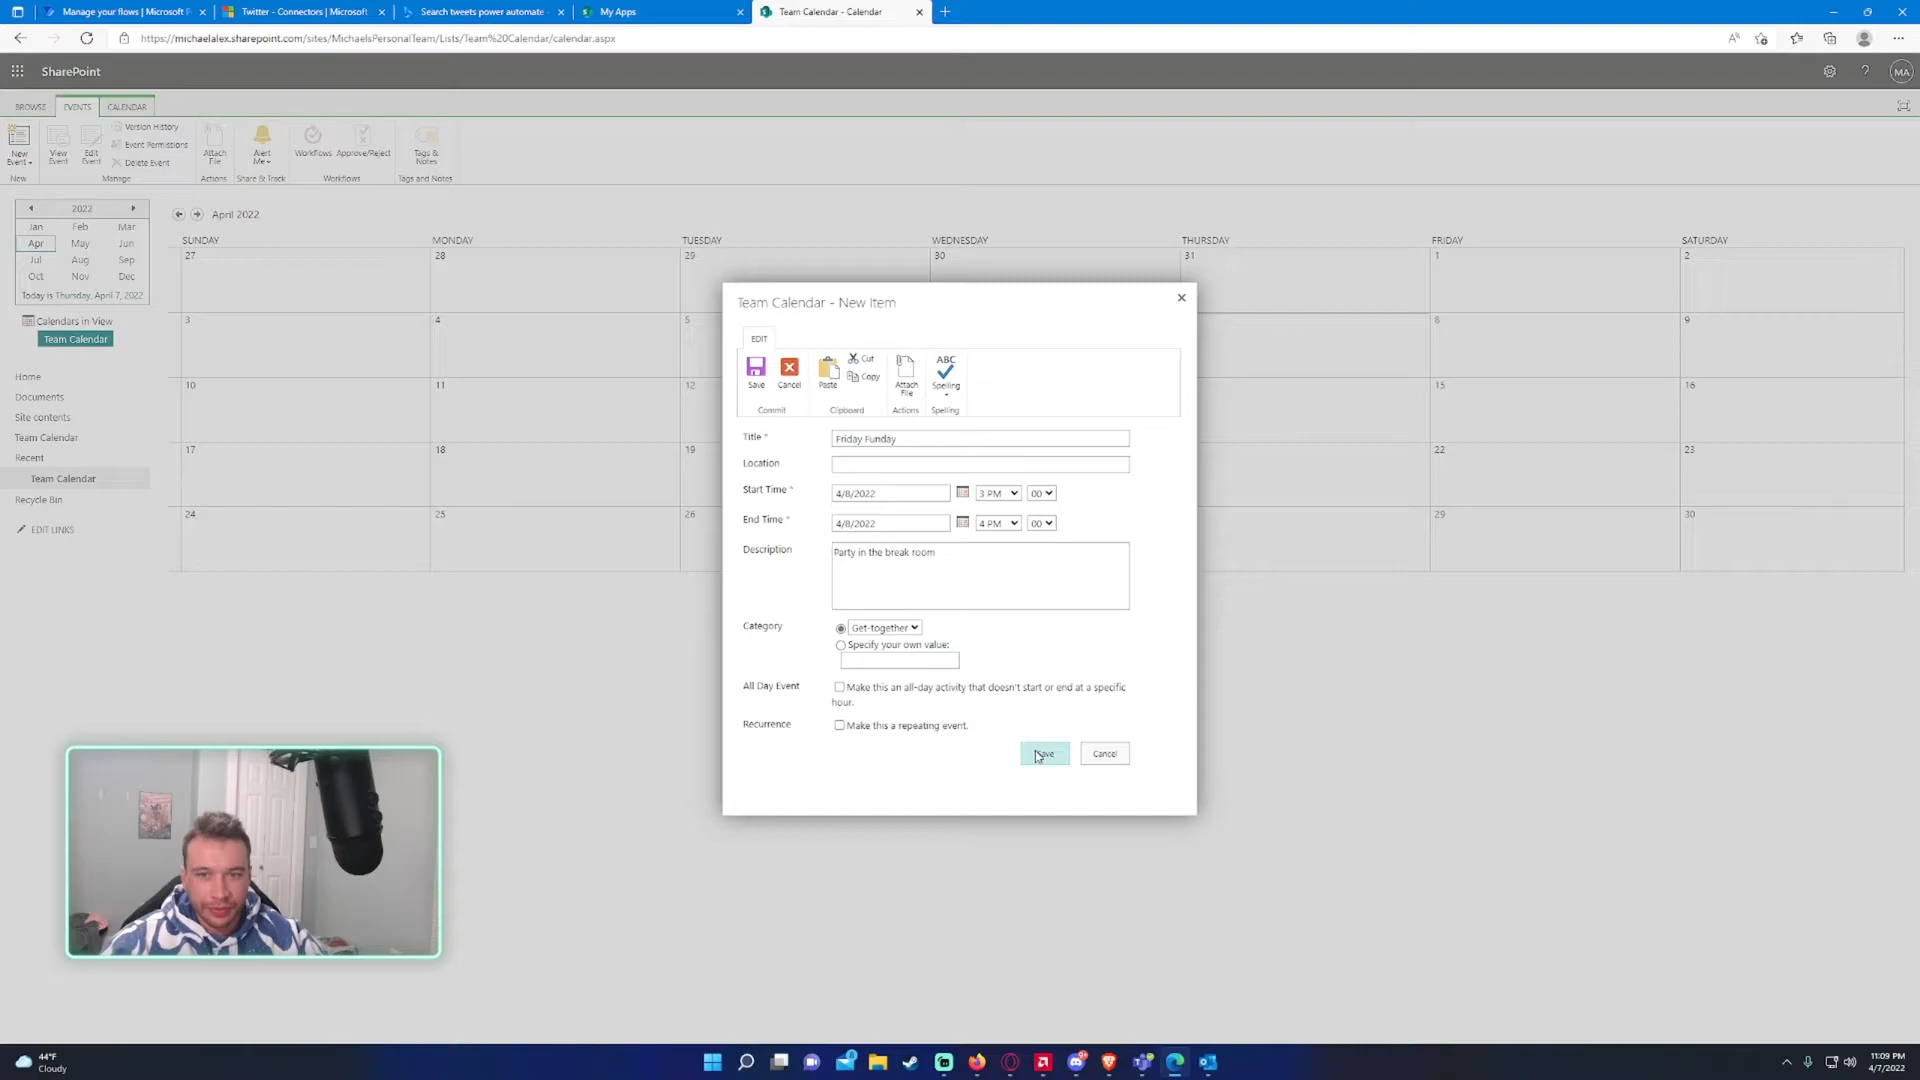 Manage your flows | Microsoft P
Twitter - Connectors | Microsoft
Search tweets power automate -
My Apps
Team Calendar - Calendar
https://michaelalex.sharepoint.com/sites/MichaelsPersonalTeam/Lists/Team%20Calendar/calendar.aspx
SharePoint
MA
BROWSE
EVENTS
CALENDAR
New Event
View Event
Edit Event
Version History
Event Permissions
Delete Event
Attach File
Alert Me
Workflows
Approve/Reject
Tags & Notes
New
Manage
Actions
Share & Track
Workflows
Tags and Notes
2022
Jan Feb Mar
Apr May Jun
Jul Aug Sep
Oct Nov Dec
Today is Thursday, April 7, 2022
Calendars in View
Team Calendar
Home
Documents
Site contents
Team Calendar
Recent
Team Calendar
Recycle Bin
EDIT LINKS
April 2022
SUNDAY MONDAY TUESDAY WEDNESDAY THURSDAY FRIDAY SATURDAY
27 28 29 30 31 1 2
3 4 5 8 9
10 11 12 15 16
17 18 19 22 23
24 25 26 29 30
Team Calendar - New Item
EDIT
Save
Cancel
Paste
Cut
Copy
Attach File
ABC
Spelling
Commit
Clipboard
Actions
Spelling
Title *
Friday Funday
Location
Start Time *
4/8/2022
3 PM
00
End Time *
4/8/2022
4 PM
00
Description
Party in the break room
Category
Get-together
Specify your own value:
All Day Event
Make this an all-day activity that doesn't start or end at a specific
hour.
Recurrence
Make this a repeating event.
Save
Cancel
44°F
Cloudy
11:09 PM
4/7/2022